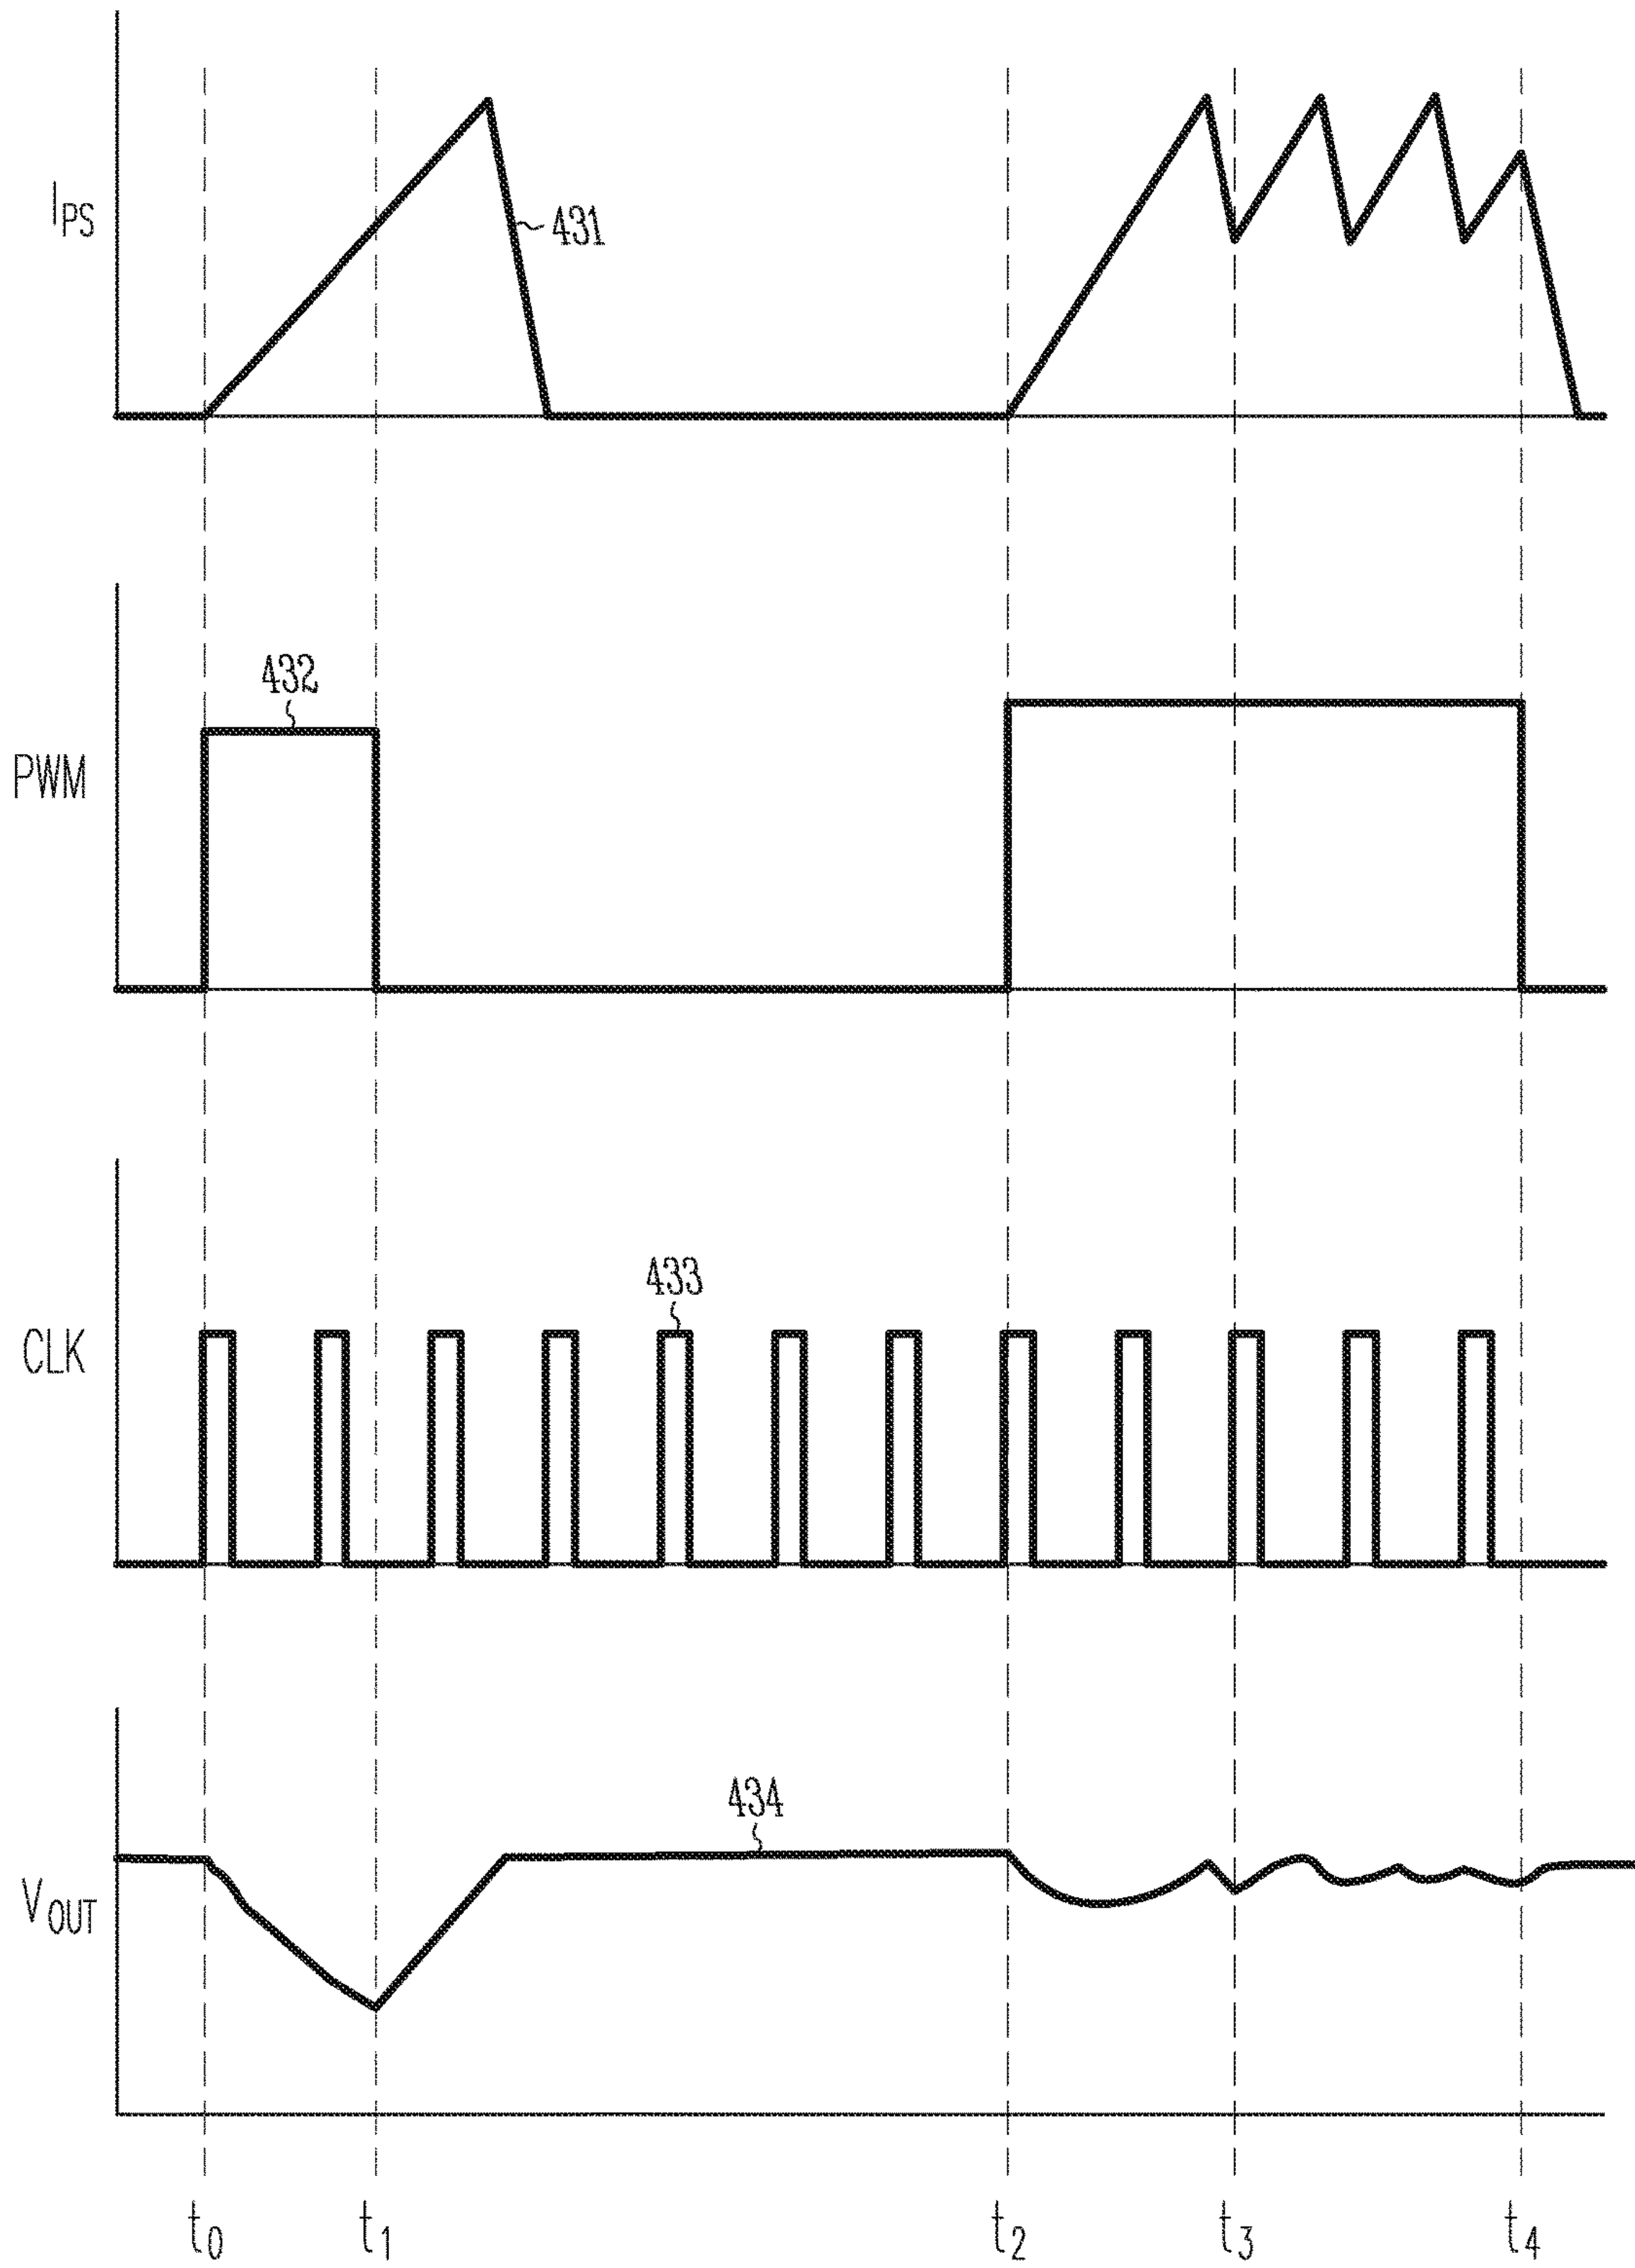 I_PS
431
432
PWM
433
CLK
434
V_OUT
t_0 t_1 t_2 t_3 t_4